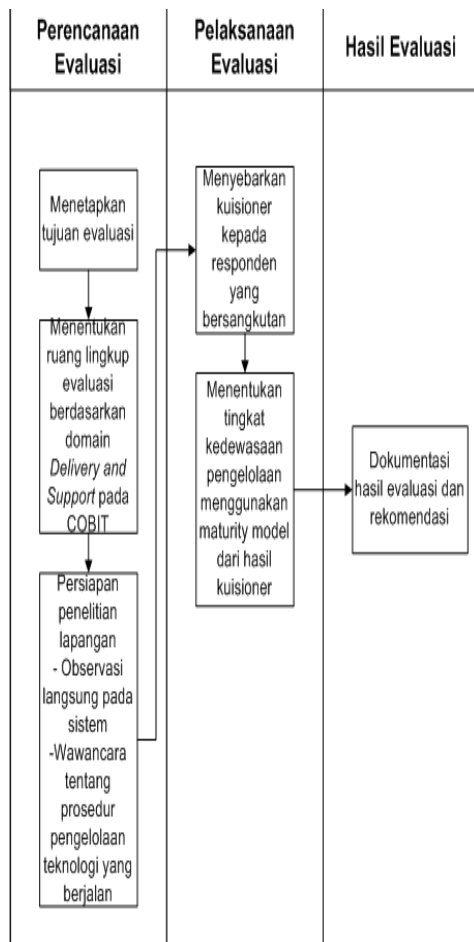 Perencanaan
Evaluasi
Pelaksanaan
Evaluasi
Hasil Evaluasi
Menetapkan
tujuan evaluasi
Menentukan
ruang lingkup
evaluasi
berdasarkan
domain
Delivery and
Support pada
COBIT
Persiapan
penelitian
lapangan
- Observasi
langsung pada
sistem
-Wawancara
tentang
prosedur
pengelolaan
teknologi yang
berjalan
Menyebarkan
kuisioner
kepada
responden
yang
bersangkutan
Menentukan
tingkat
kedewasaan
pengelolaan
menggunakan
maturity model
dari hasil
kuisioner
Dokumentasi
hasil evaluasi dan
rekomendasi